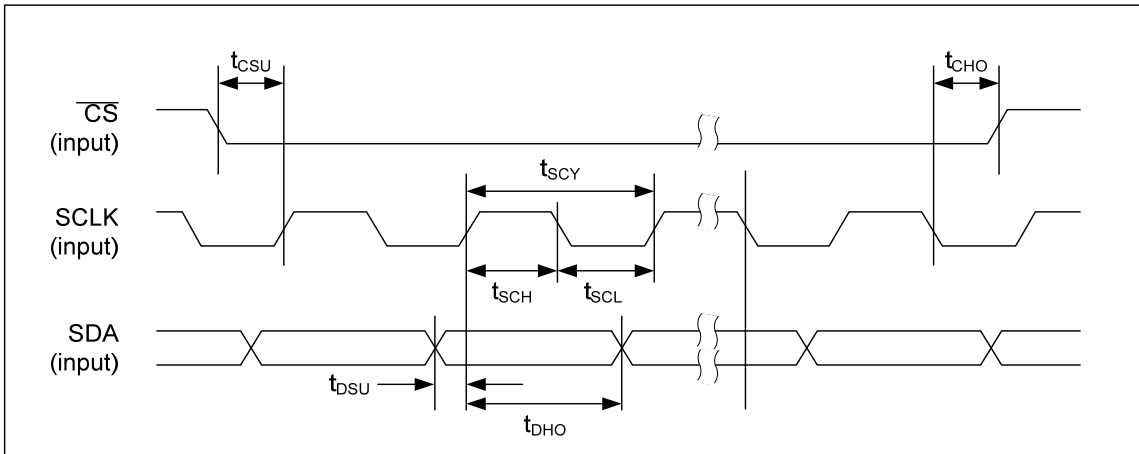 tCSU
tCHO
CS
(input)
tSCY
SCLK
(input)
tSCH
tSCL
SDA
(input)
tDSU
tDHO